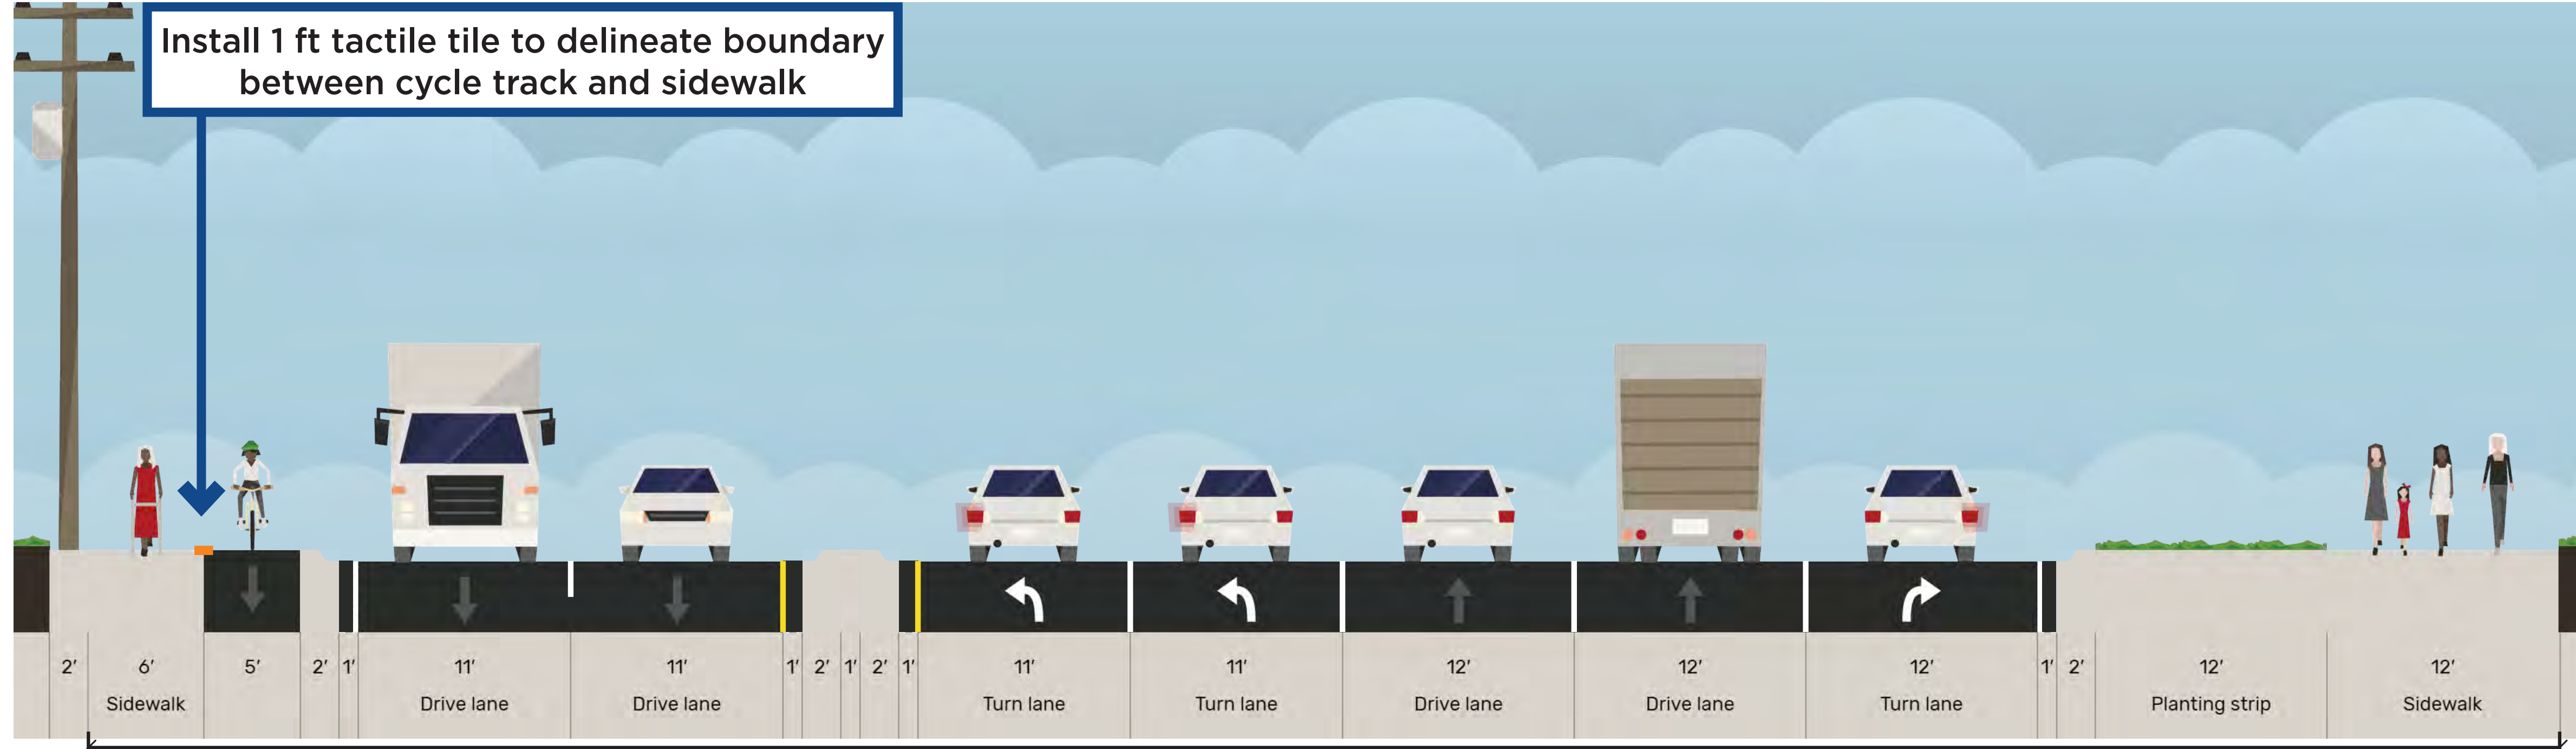 Install 1 ft tactile tile to delineate boundary
between cycle track and sidewalk
2' 6' 5' 2' 1' 11' 11' 1' 2' 1' 2' 1' 11' 11' 12' 12' 12' 1' 2' 12' 12'
Sidewalk Drive lane Drive lane Turn lane Turn lane Drive lane Drive lane Turn lane Planting strip Sidewalk